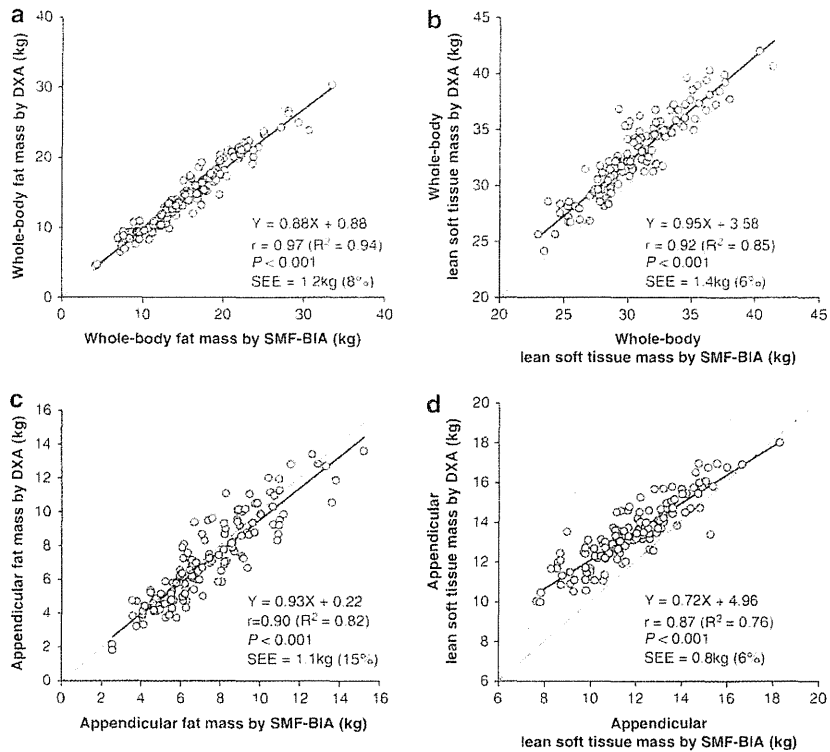 a
Whole-body fat mass by DXA (kg)
40
30
20
10
0
0
10
20
30
40
Y = 0.88X + 0.88
r = 0.97 (R² = 0.94)
P < 0.001
SEE = 1.2kg (8%)
Whole-body fat mass by SMF-BIA (kg)
b
Whole-body
lean soft tissue mass by DXA (kg)
45
40
35
30
25
20
20
25
30
35
40
45
Y = 0.95X + 3.58
r = 0.92 (R² = 0.85)
P < 0.001
SEE = 1.4kg (6%)
Whole-body
lean soft tissue mass by SMF-BIA (kg)
c
Appendicular fat mass by DXA (kg)
16
14
12
10
8
6
4
2
0
0
2
4
6
8
10
12
14
16
Y = 0.93X + 0.22
r=0.90 (R² = 0.82)
P < 0.001
SEE = 1.1kg (15%)
Appendicular fat mass by SMF-BIA (kg)
d
Appendicular
lean soft tissue mass by DXA (kg)
20
18
16
14
12
10
8
6
6
8
10
12
14
16
18
20
Y = 0.72X + 4.96
r = 0.87 (R² = 0.76)
P < 0.001
SEE = 0.8kg (6%)
Appendicular
lean soft tissue mass by SMF-BIA (kg)